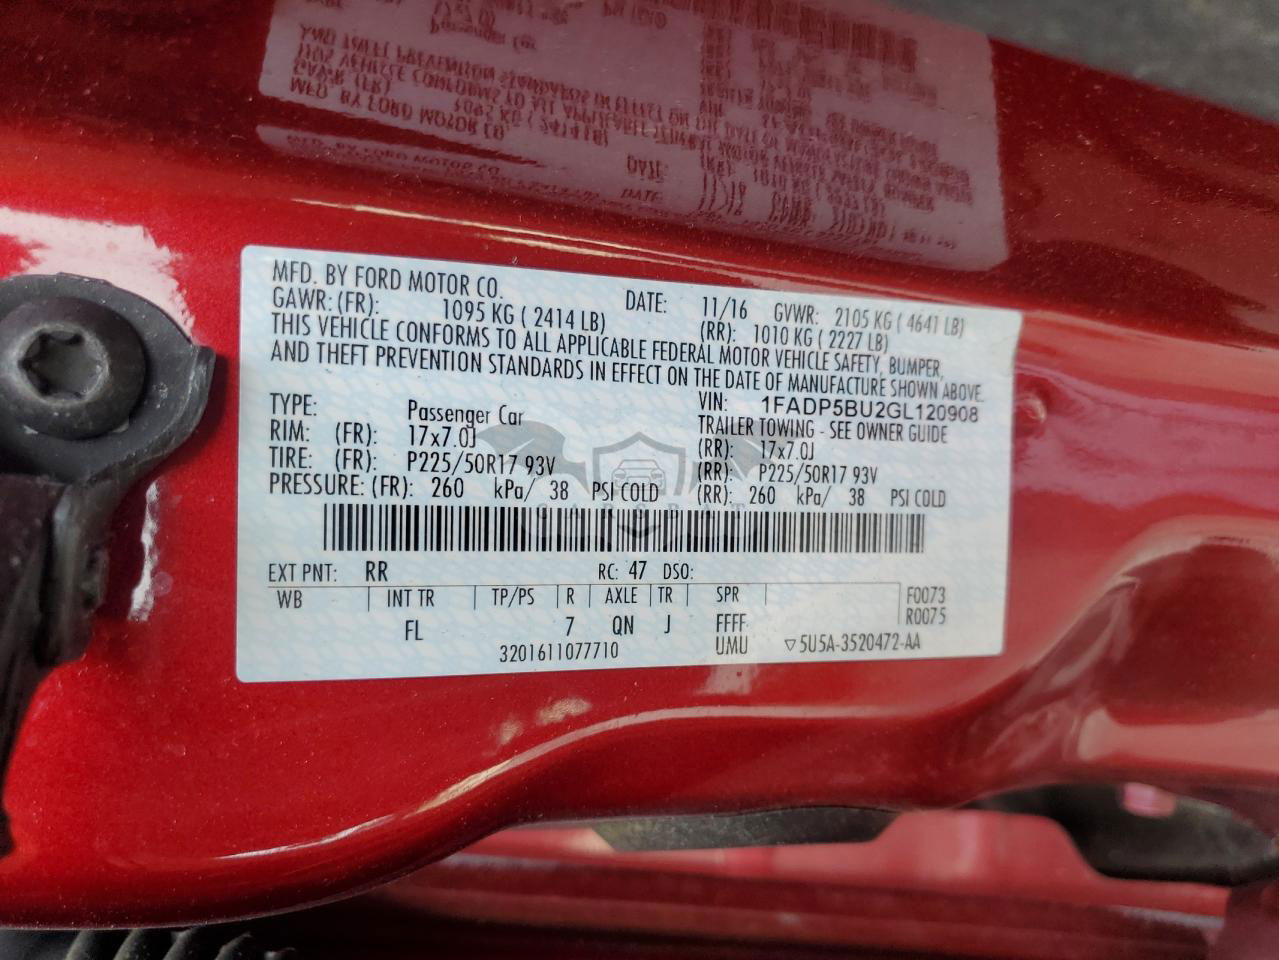 MFD. BY FORD MOTOR CO. DATE: 11/16 GVWR: 2105 KG ( 4641 LB)
GAWR: (FR): 1095 KG ( 2414 LB) (RR): 1010 KG ( 2227 LB)
THIS VEHICLE CONFORMS TO ALL APPLICABLE FEDERAL MOTOR VEHICLE SAFETY, BUMPER,
AND THEFT PREVENTION STANDARDS IN EFFECT ON THE DATE OF MANUFACTURE SHOWN ABOVE.
VIN: 1FADP5BU2GL120908
TYPE: Passenger Car TRAILER TOWING - SEE OWNER GUIDE
RIM: (FR): 17x7.0J (RR): 17x7.0J
TIRE: (FR): P225/50R17 93V (RR): P225/50R17 93V
PRESSURE: (FR): 260 kPa/ 38 PSI COLD (RR): 260 kPa/ 38 PSI COLD
CARSBAT
EXT PNT: RR RC: 47 DSO:
WB INT TR TP/PS R AXLE TR SPR F0073
FL 7 QN J FFFF R0075
3201611077710 UMU ▽5U5A-3520472-AA